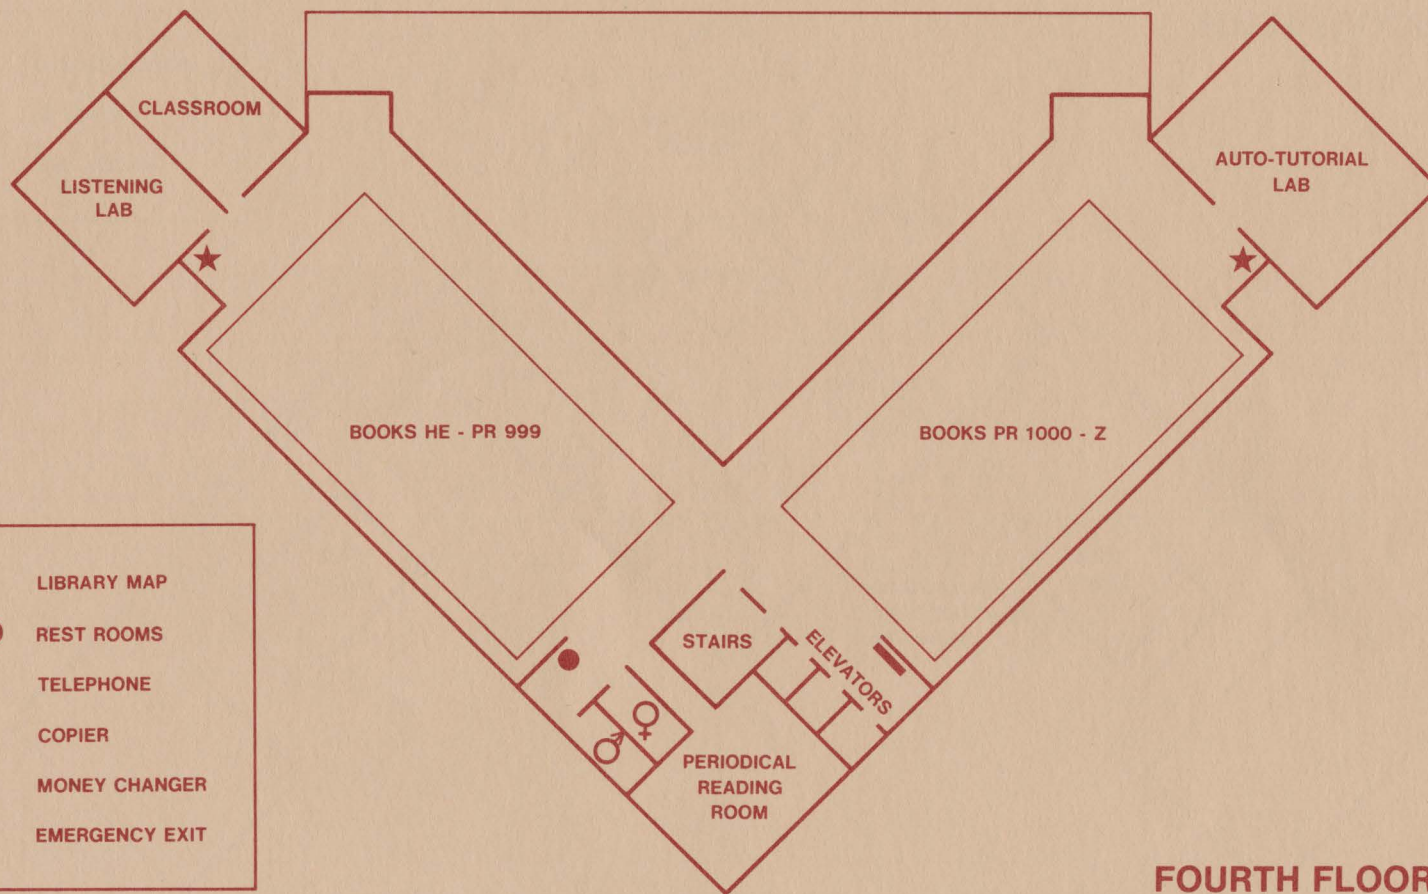 CLASSROOM
LISTENING
LAB
AUTO-TUTORIAL
LAB
BOOKS HE - PR 999
BOOKS PR 1000 - Z
STAIRS
ELEVATORS
PERIODICAL
READING
ROOM
LIBRARY MAP
REST ROOMS
TELEPHONE
COPIER
MONEY CHANGER
EMERGENCY EXIT
FOURTH FLOOR